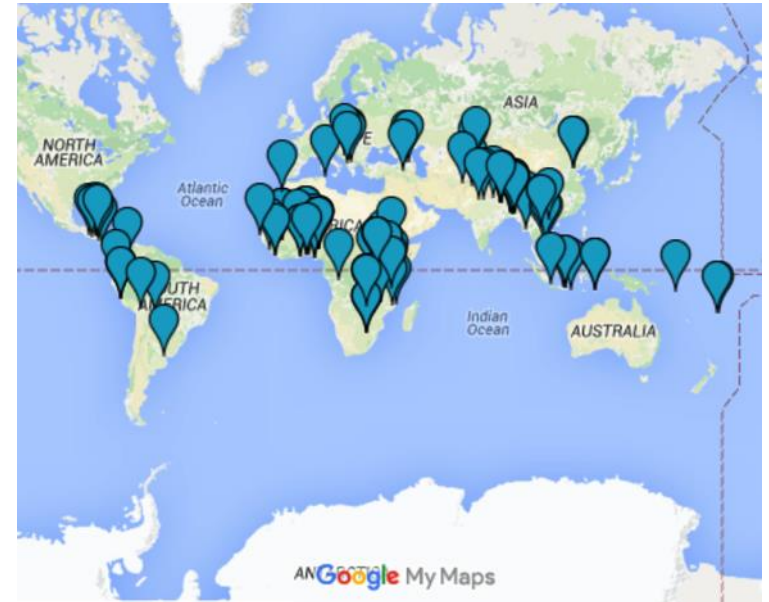 ASIA
NORTH
AMERICA
Atlantic
Ocean
SOUTH
AMERICA
Indian
Ocean
AUSTRALIA
Google My Maps